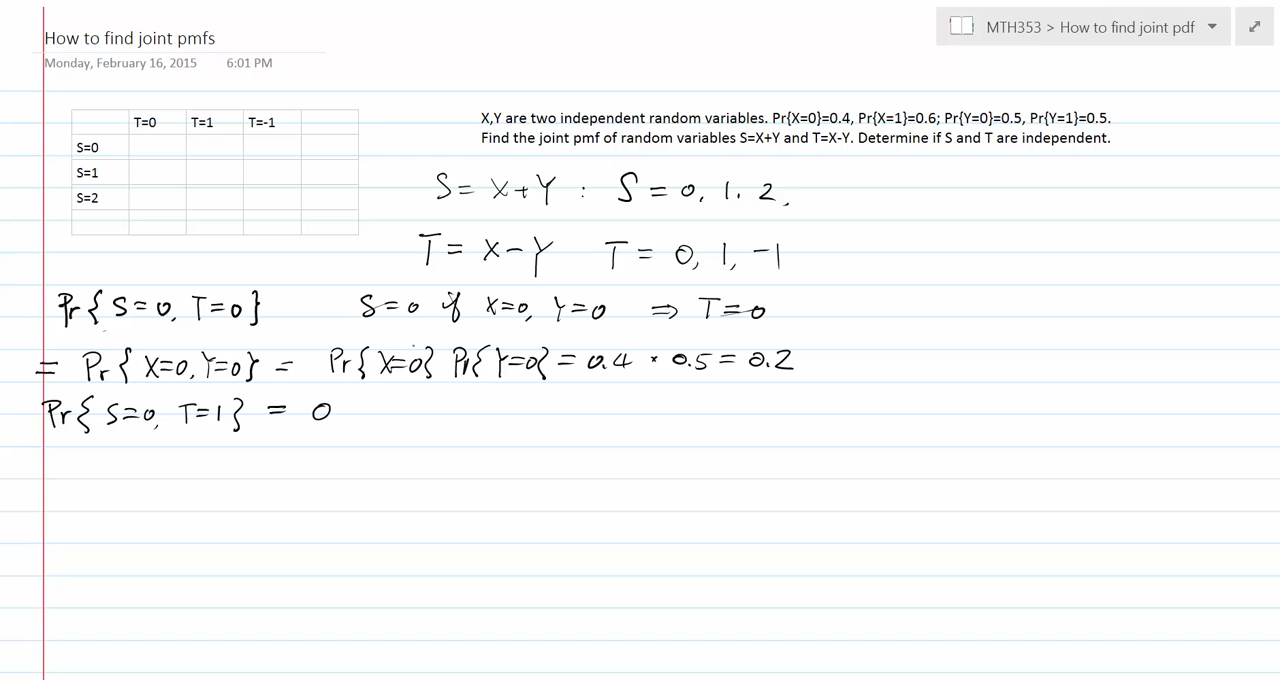 MTH353 > How to find joint pdf
How to find joint pmfs
Monday, February 16, 2015 6:01 PM
T=0 T=1 T=-1
S=0
S=1
S=2
X,Y are two independent random variables. Pr{X=0}=0.4, Pr{X=1}=0.6; Pr{Y=0}=0.5, Pr{Y=1}=0.5.
Find the joint pmf of random variables S=X+Y and T=X-Y. Determine if S and T are independent.
S = X+Y : S = 0, 1, 2,
T = X-Y T = 0, 1, -1
Pr{ S=0, T=0} S=0 if X=0, Y=0 ⇒ T=0
= Pr{ X=0, Y=0} = Pr{ X=0} Pr{ Y=0} = 0.4 * 0.5 = 0.2
Pr{ S=0, T=1} = 0